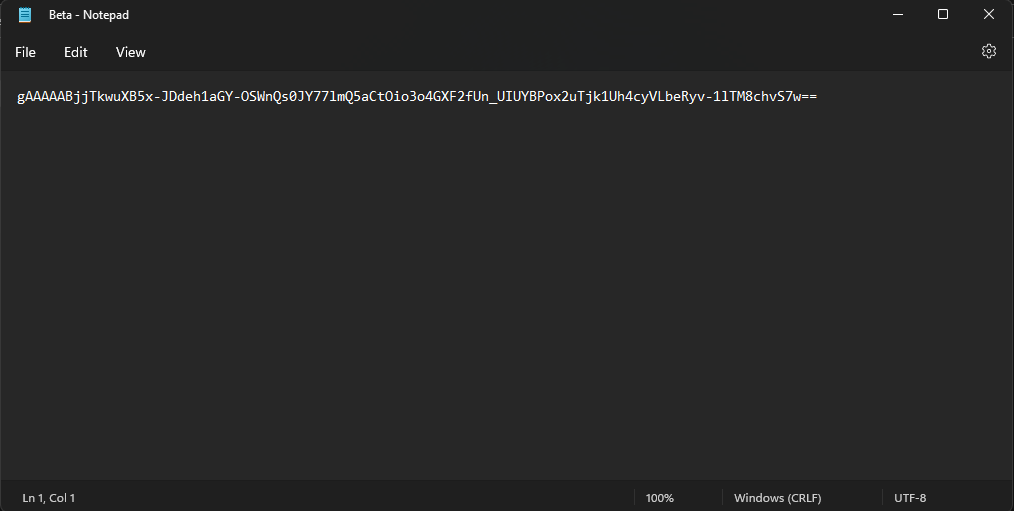 Beta - Notepad
File Edit View
gAAAAABjjTkwuXB5x-JDdeh1aGY-OSWnQs0JY77lmQ5aCtOio3o4GXF2fUn_UIUYBPox2uTjk1Uh4cyVLbeRyv-1lTM8chvS7w==
Ln 1, Col 1 100% Windows (CRLF) UTF-8